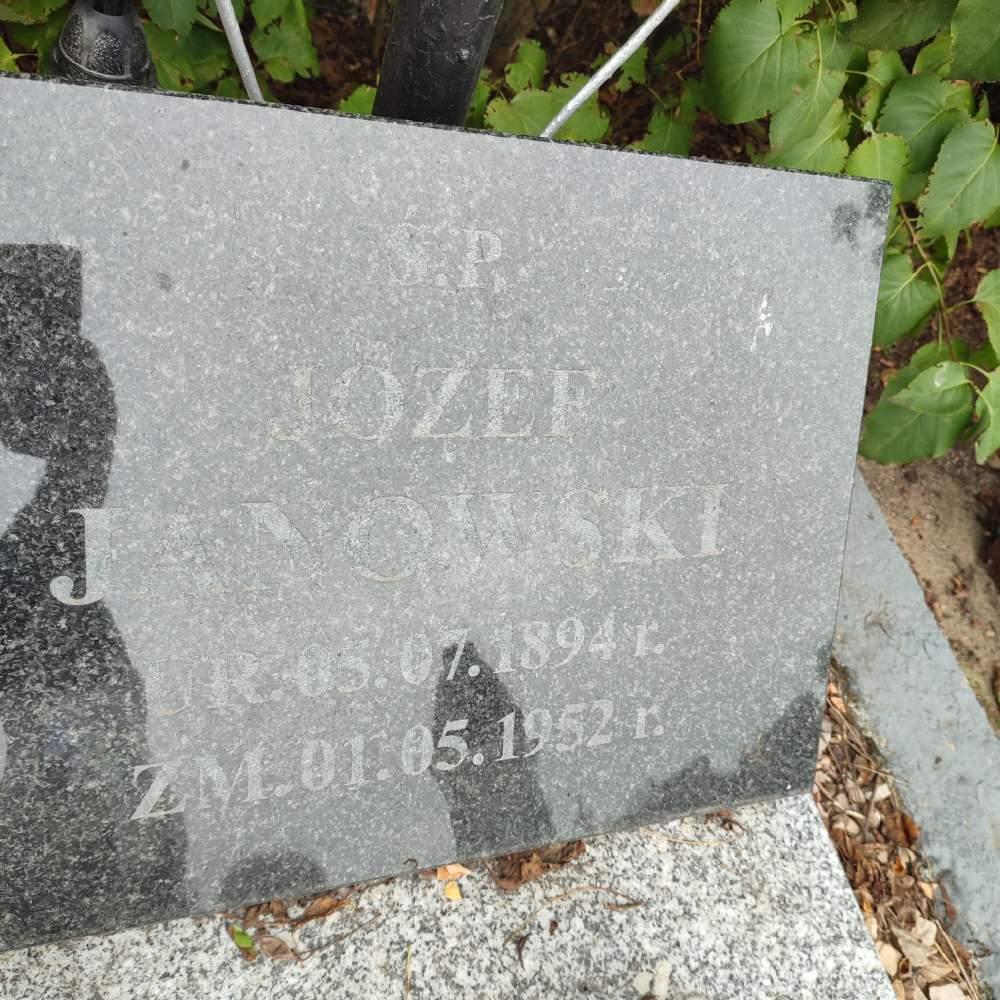 Ś.P.
JÓZEF
JANOWSKI
UR.05.07.1894 r.
ZM.01.05.1952 r.